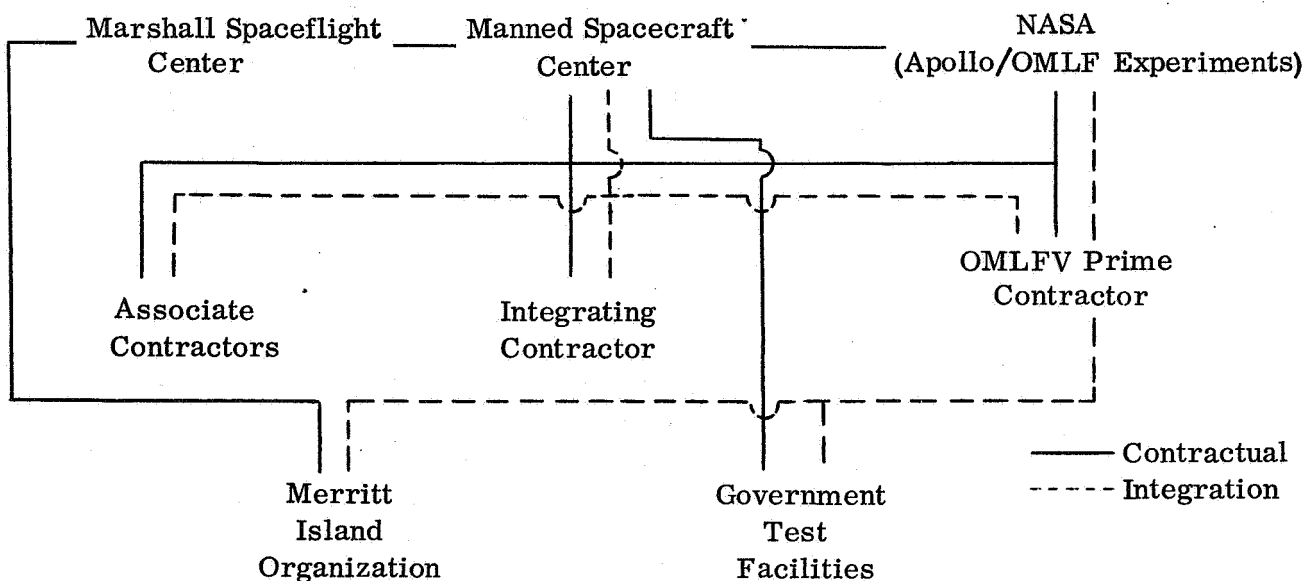 Marshall Spaceflight
Center
Manned Spacecraft
Center
NASA
(Apollo/OMLF Experiments)
OMLFV Prime
Contractor
Associate
Contractors
Integrating
Contractor
Contractual
Integration
Merritt
Island
Organization
Government
Test
Facilities